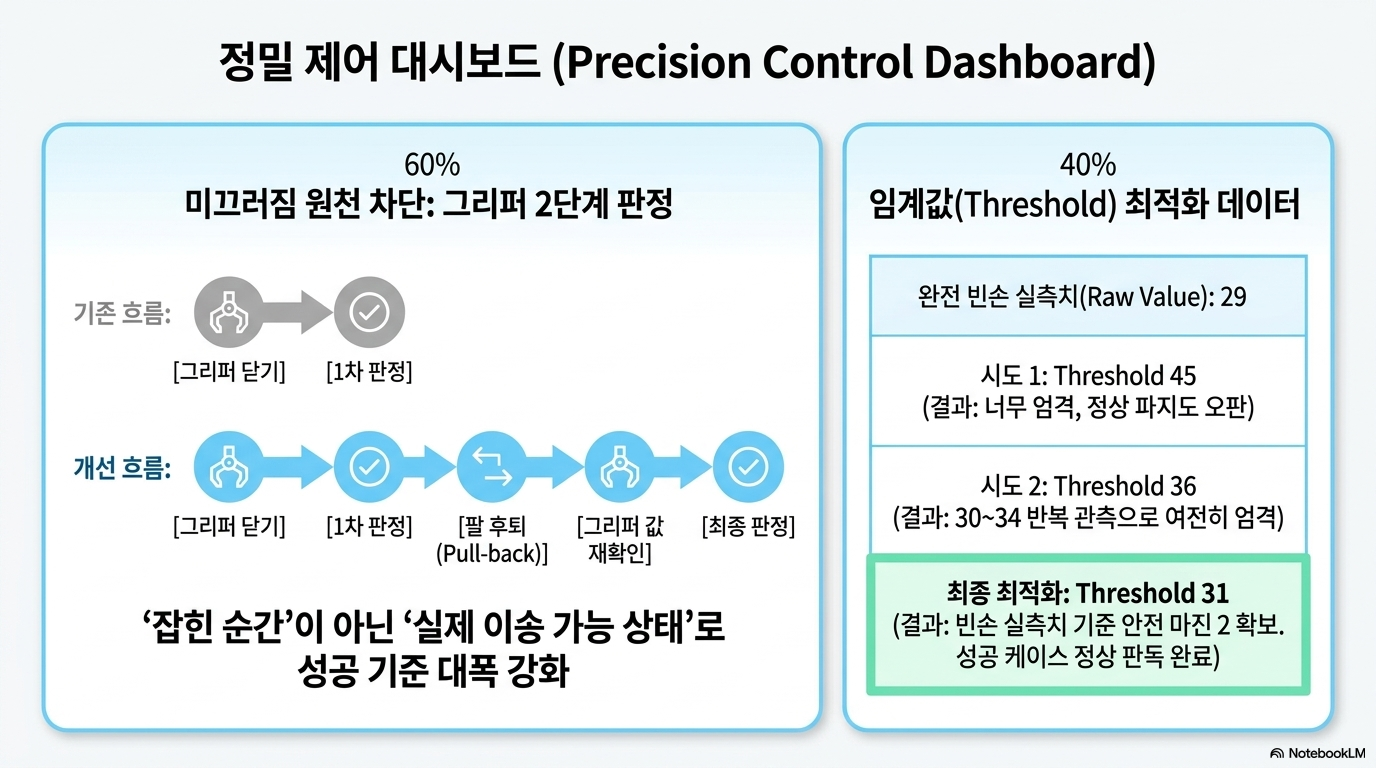 정밀 제어 대시보드 (Precision Control Dashboard)
60%
미끄러짐 원천 차단: 그리퍼 2단계 판정
기존 흐름:
[그리퍼 닫기]
[1차 판정]
개선 흐름:
[그리퍼 닫기]
[1차 판정]
[팔 후퇴
(Pull-back)]
[그리퍼 값
재확인]
[최종 판정]
‘잡힌 순간’이 아닌 ‘실제 이송 가능 상태’로
성공 기준 대폭 강화
40%
임계값(Threshold) 최적화 데이터
완전 빈손 실측치(Raw Value): 29
시도 1: Threshold 45
(결과: 너무 엄격, 정상 파지도 오판)
시도 2: Threshold 36
(결과: 30~34 반복 관측으로 여전히 엄격)
최종 최적화: Threshold 31
(결과: 빈손 실측치 기준 안전 마진 2 확보.
성공 케이스 정상 판독 완료)
NotebookLM